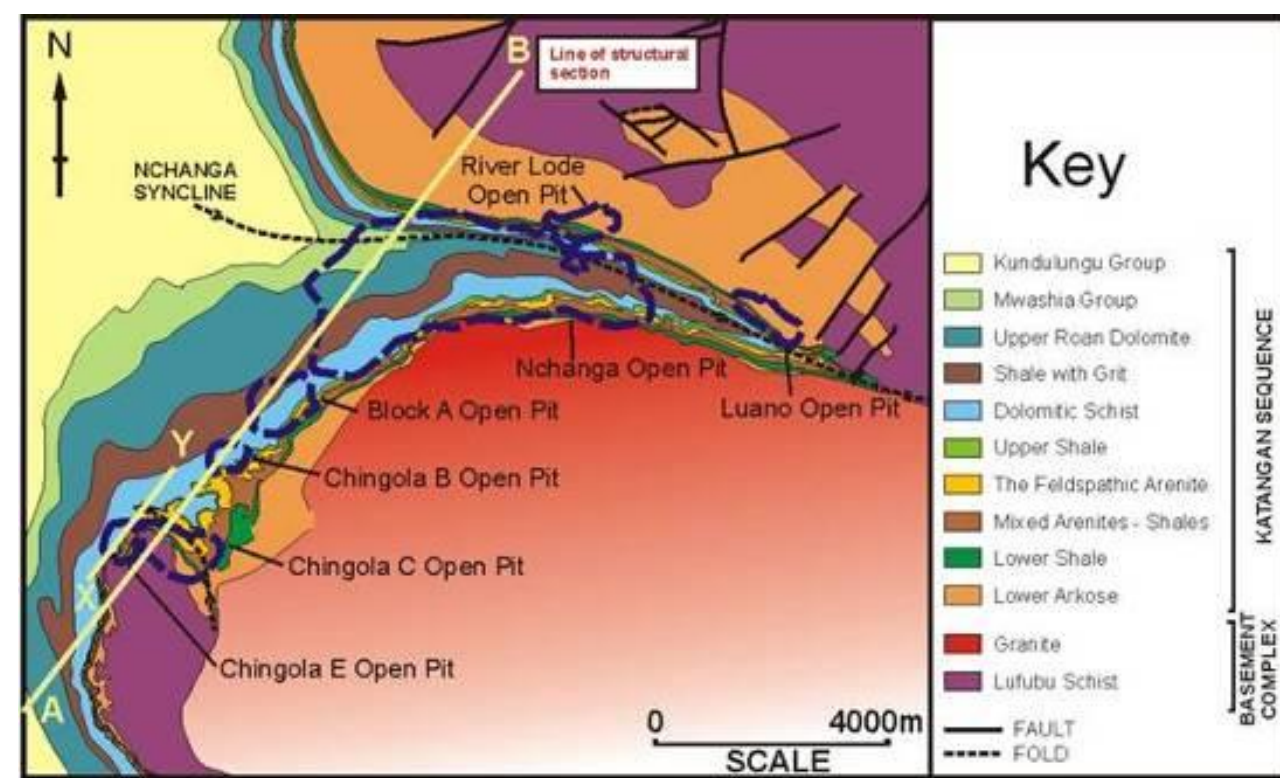 N
B
Line of structural
section
NCHANGA
SYNCLINE
River Lode
Open Pit
Nchanga Open Pit
Luano Open Pit
Block A Open Pit
Y
Chingola B Open Pit
Chingola C Open Pit
X
Chingola E Open Pit
A
0 4000m
SCALE
Key
Kundulungu Group
Mwashia Group
Upper Roan Dolomite
Shale with Grit
Dolomitic Schist
Upper Shale
The Feldspathic Arenite
Mixed Arenites - Shales
Lower Shale
Lower Arkose
Granite
Lufubu Schist
FAULT
FOLD
KATANGAN SEQUENCE
BASEMENT
COMPLEX